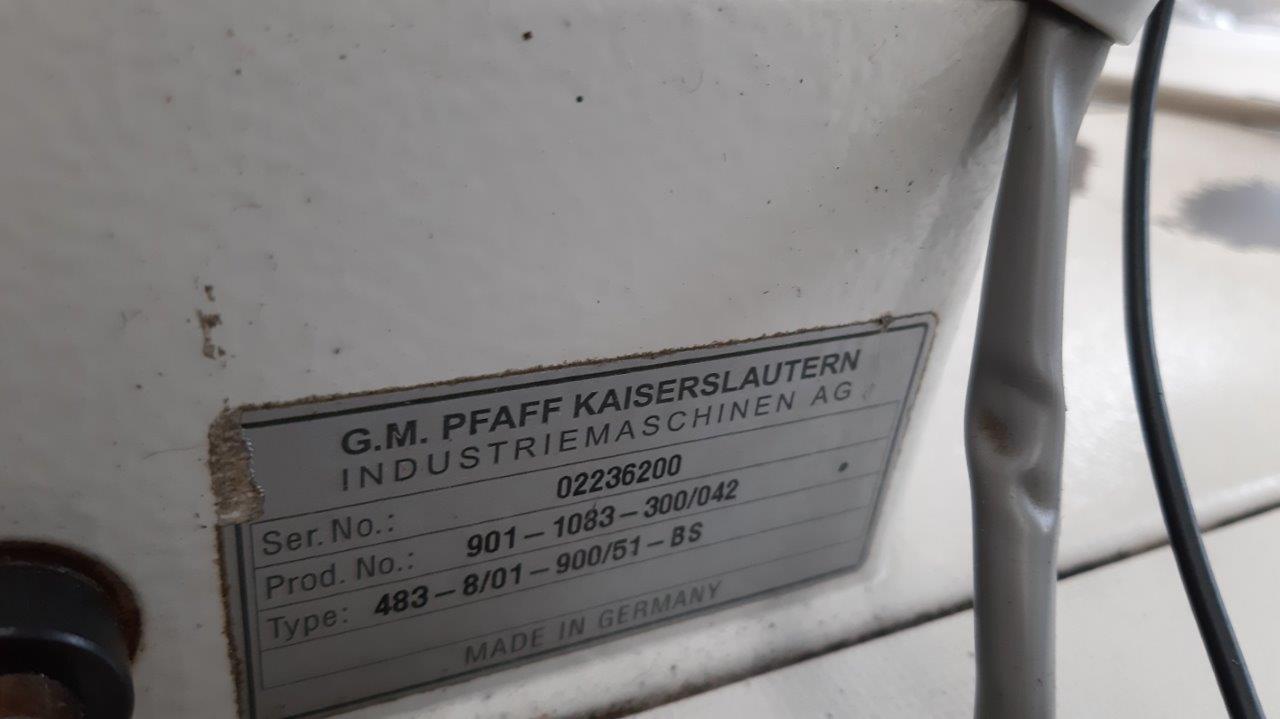 G.M. PFAFF KAISERSLAUTERN
INDUSTRIEMASCHINEN AG
Ser. No.: 02236200
Prod. No.: 901-1083-300/042
Type: 483-8/01-900/51-BS
MADE IN GERMANY